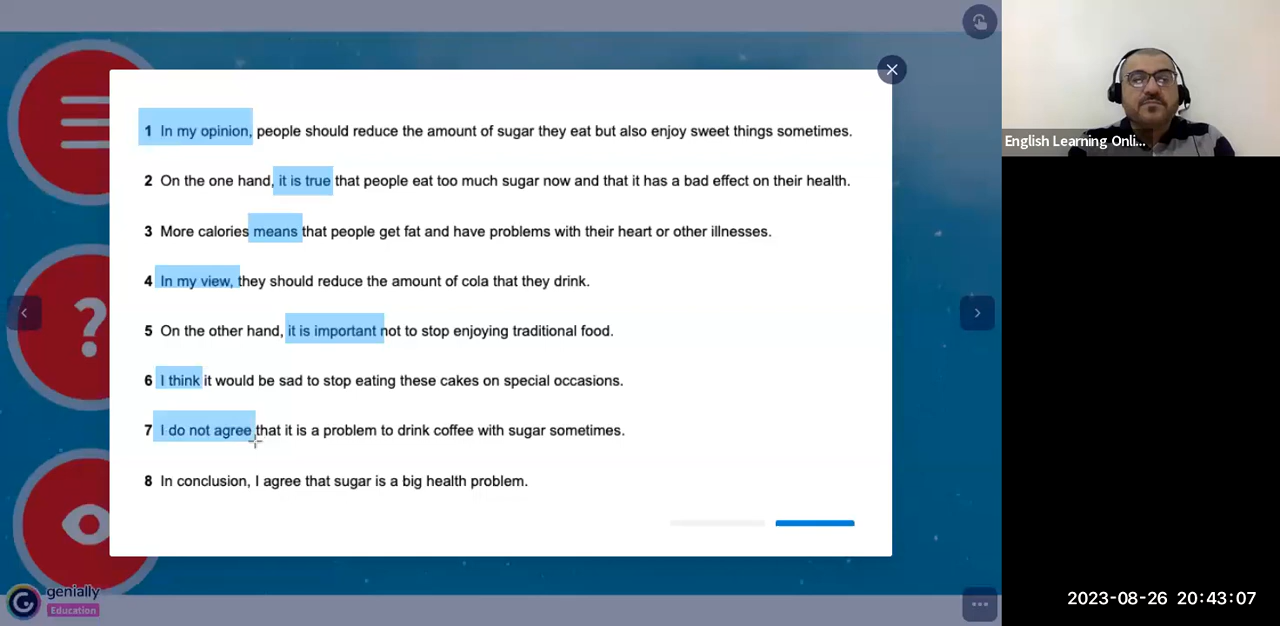 1 In my opinion, people should reduce the amount of sugar they eat but also enjoy sweet things sometimes.
2 On the one hand, it is true that people eat too much sugar now and that it has a bad effect on their health.
3 More calories means that people get fat and have problems with their heart or other illnesses.
4 In my view, they should reduce the amount of cola that they drink.
5 On the other hand, it is important not to stop enjoying traditional food.
6 I think it would be sad to stop eating these cakes on special occasions.
7 I do not agree that it is a problem to drink coffee with sugar sometimes.
8 In conclusion, I agree that sugar is a big health problem.
genially
Education
English Learning Onli...
2023-08-26 20:43:07